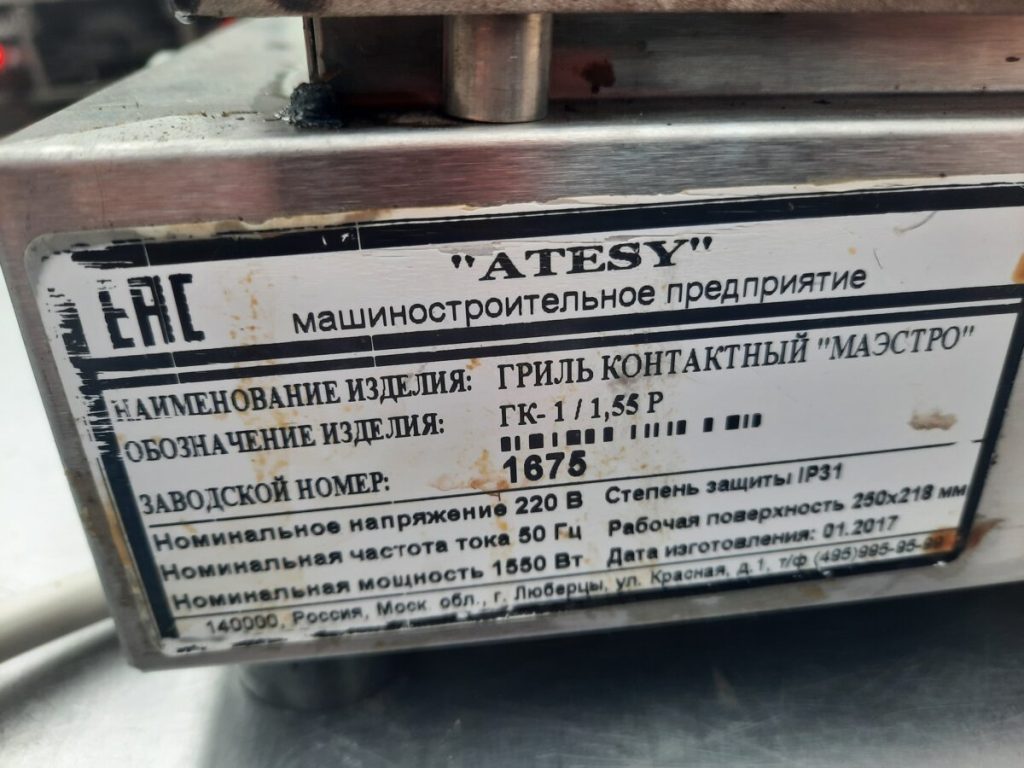 EAC
"ATESY"
машиностроительное предприятие
НАИМЕНОВАНИЕ ИЗДЕЛИЯ: ГРИЛЬ КОНТАКТНЫЙ "МАЭСТРО"
ОБОЗНАЧЕНИЕ ИЗДЕЛИЯ: ГК- 1 / 1,55 Р
ЗАВОДСКОЙ НОМЕР: 1675
Номинальное напряжение 220 В Степень защиты IP31
Номинальная частота тока 50 Гц Рабочая поверхность 250х218 мм
Номинальная мощность 1550 Вт Дата изготовления: 01.2017
140000, Россия, Моск. обл., г. Люберцы, ул. Красная, д.1, т/ф